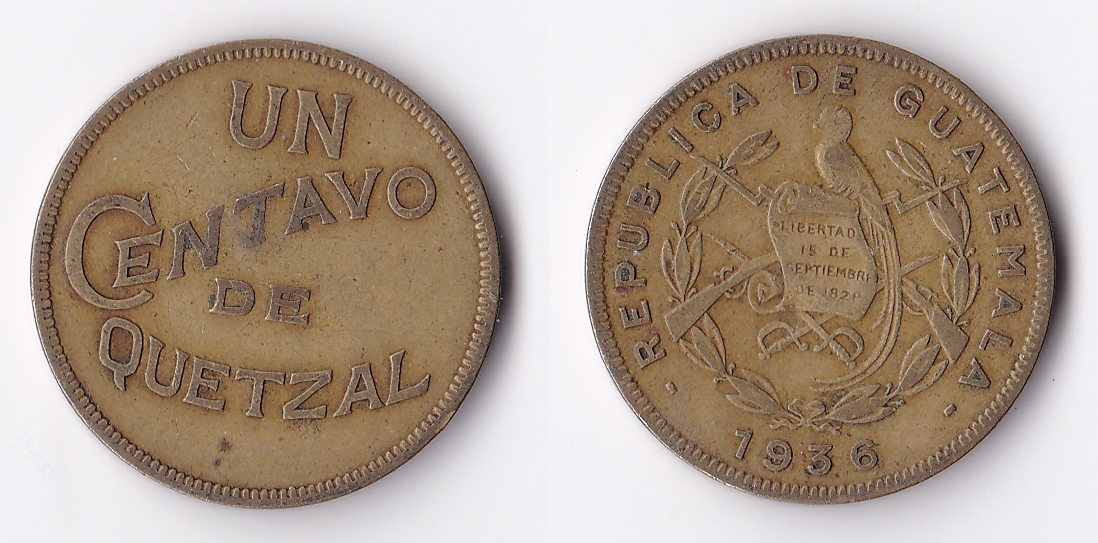 UN
CENTAVO
DE
QUETZAL
REPUBLICA DE GUATEMALA
LIBERTAD
15 DE
SEPTIEMBRE
DE 1821
1936